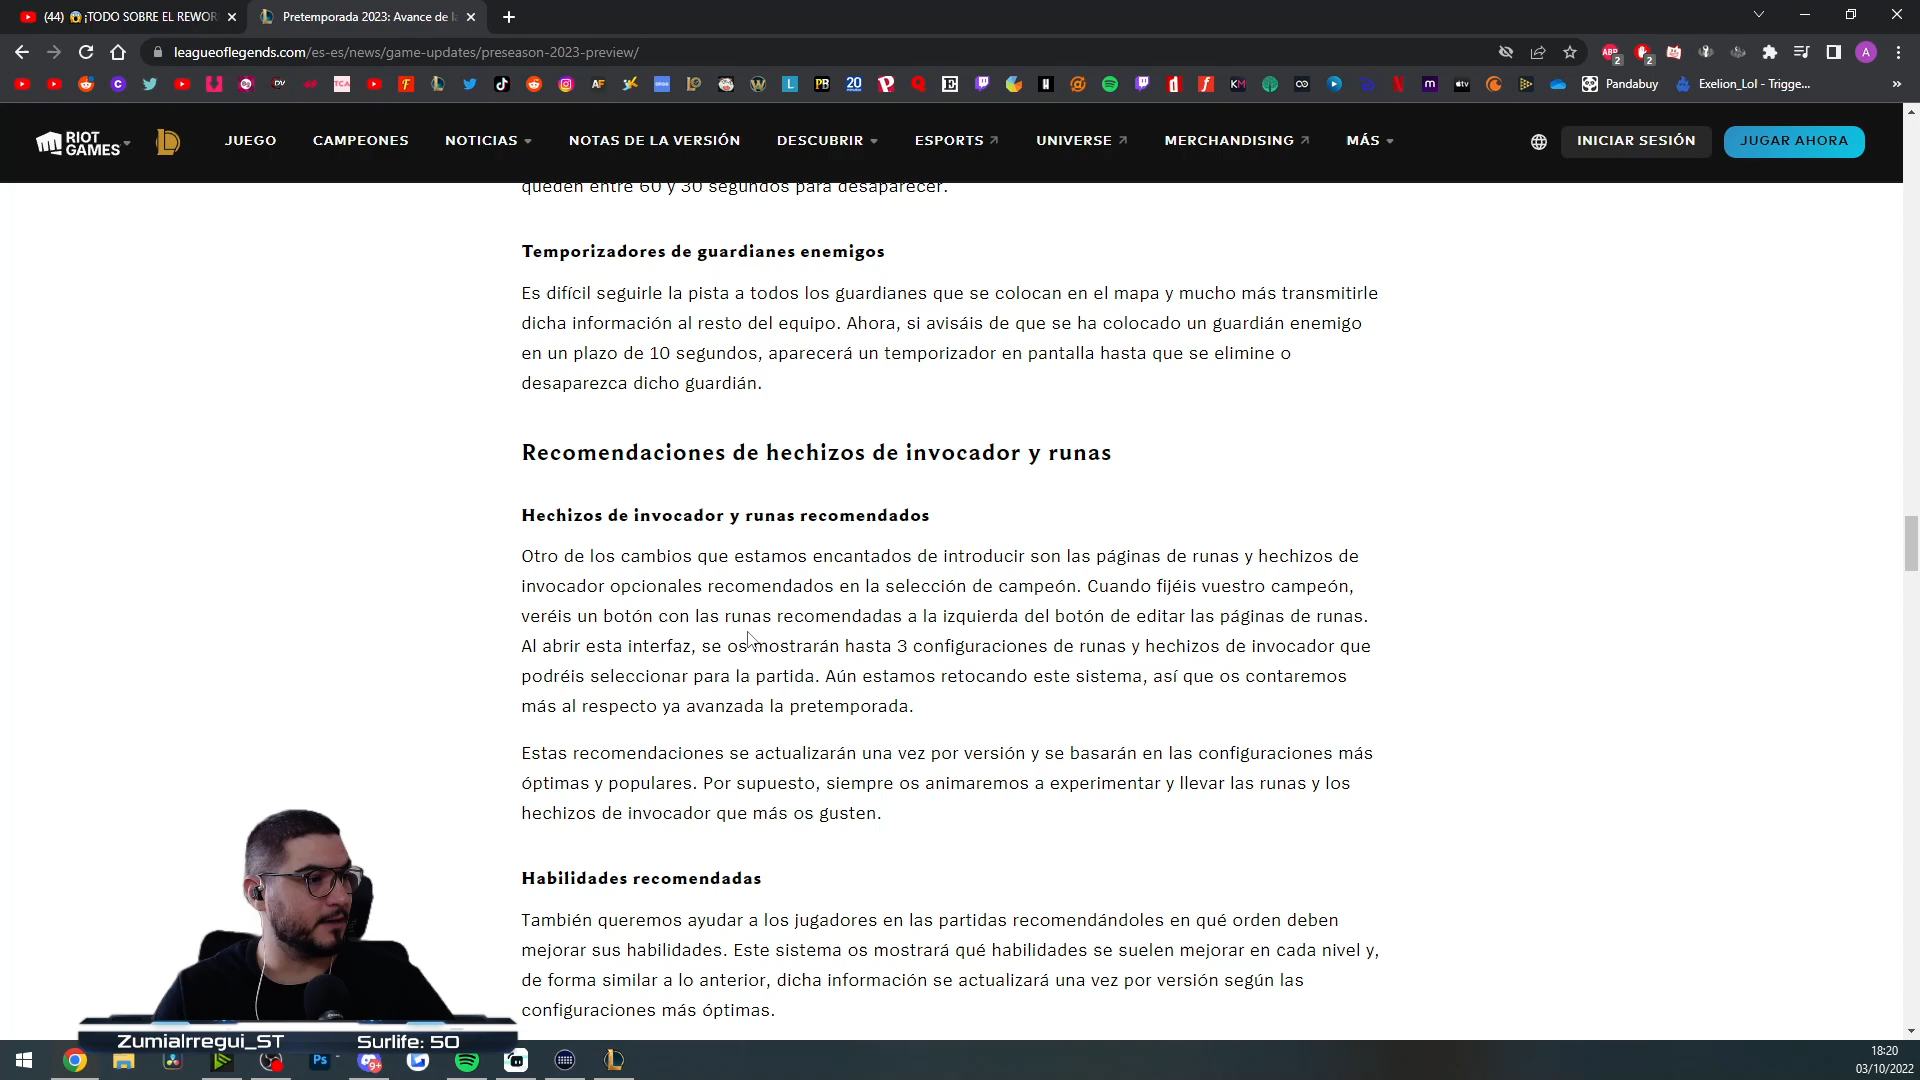 (44) 😱¡TODO SOBRE EL REWOR
Pretemporada 2023: Avance de la
leagueoflegends.com/es-es/news/game-updates/preseason-2023-preview/
Pandabuy
Exelion_Lol - Trigge...
RIOT GAMES
JUEGO
CAMPEONES
NOTICIAS
NOTAS DE LA VERSIÓN
DESCUBRIR
ESPORTS
UNIVERSE
MERCHANDISING
MÁS
INICIAR SESIÓN
JUGAR AHORA
queden entre 60 y 30 segundos para desaparecer.
Temporizadores de guardianes enemigos
Es difícil seguirle la pista a todos los guardianes que se colocan en el mapa y mucho más transmitirle
dicha información al resto del equipo. Ahora, si avisáis de que se ha colocado un guardián enemigo
en un plazo de 10 segundos, aparecerá un temporizador en pantalla hasta que se elimine o
desaparezca dicho guardián.
Recomendaciones de hechizos de invocador y runas
Hechizos de invocador y runas recomendados
Otro de los cambios que estamos encantados de introducir son las páginas de runas y hechizos de
invocador opcionales recomendados en la selección de campeón. Cuando fijéis vuestro campeón,
veréis un botón con las runas recomendadas a la izquierda del botón de editar las páginas de runas.
Al abrir esta interfaz, se os mostrarán hasta 3 configuraciones de runas y hechizos de invocador que
podréis seleccionar para la partida. Aún estamos retocando este sistema, así que os contaremos
más al respecto ya avanzada la pretemporada.
Estas recomendaciones se actualizarán una vez por versión y se basarán en las configuraciones más
óptimas y populares. Por supuesto, siempre os animaremos a experimentar y llevar las runas y los
hechizos de invocador que más os gusten.
Habilidades recomendadas
También queremos ayudar a los jugadores en las partidas recomendándoles en qué orden deben
mejorar sus habilidades. Este sistema os mostrará qué habilidades se suelen mejorar en cada nivel y,
de forma similar a lo anterior, dicha información se actualizará una vez por versión según las
configuraciones más óptimas.
ZumiaIrregui_ST
Surlife: 50
18:20
03/10/2022